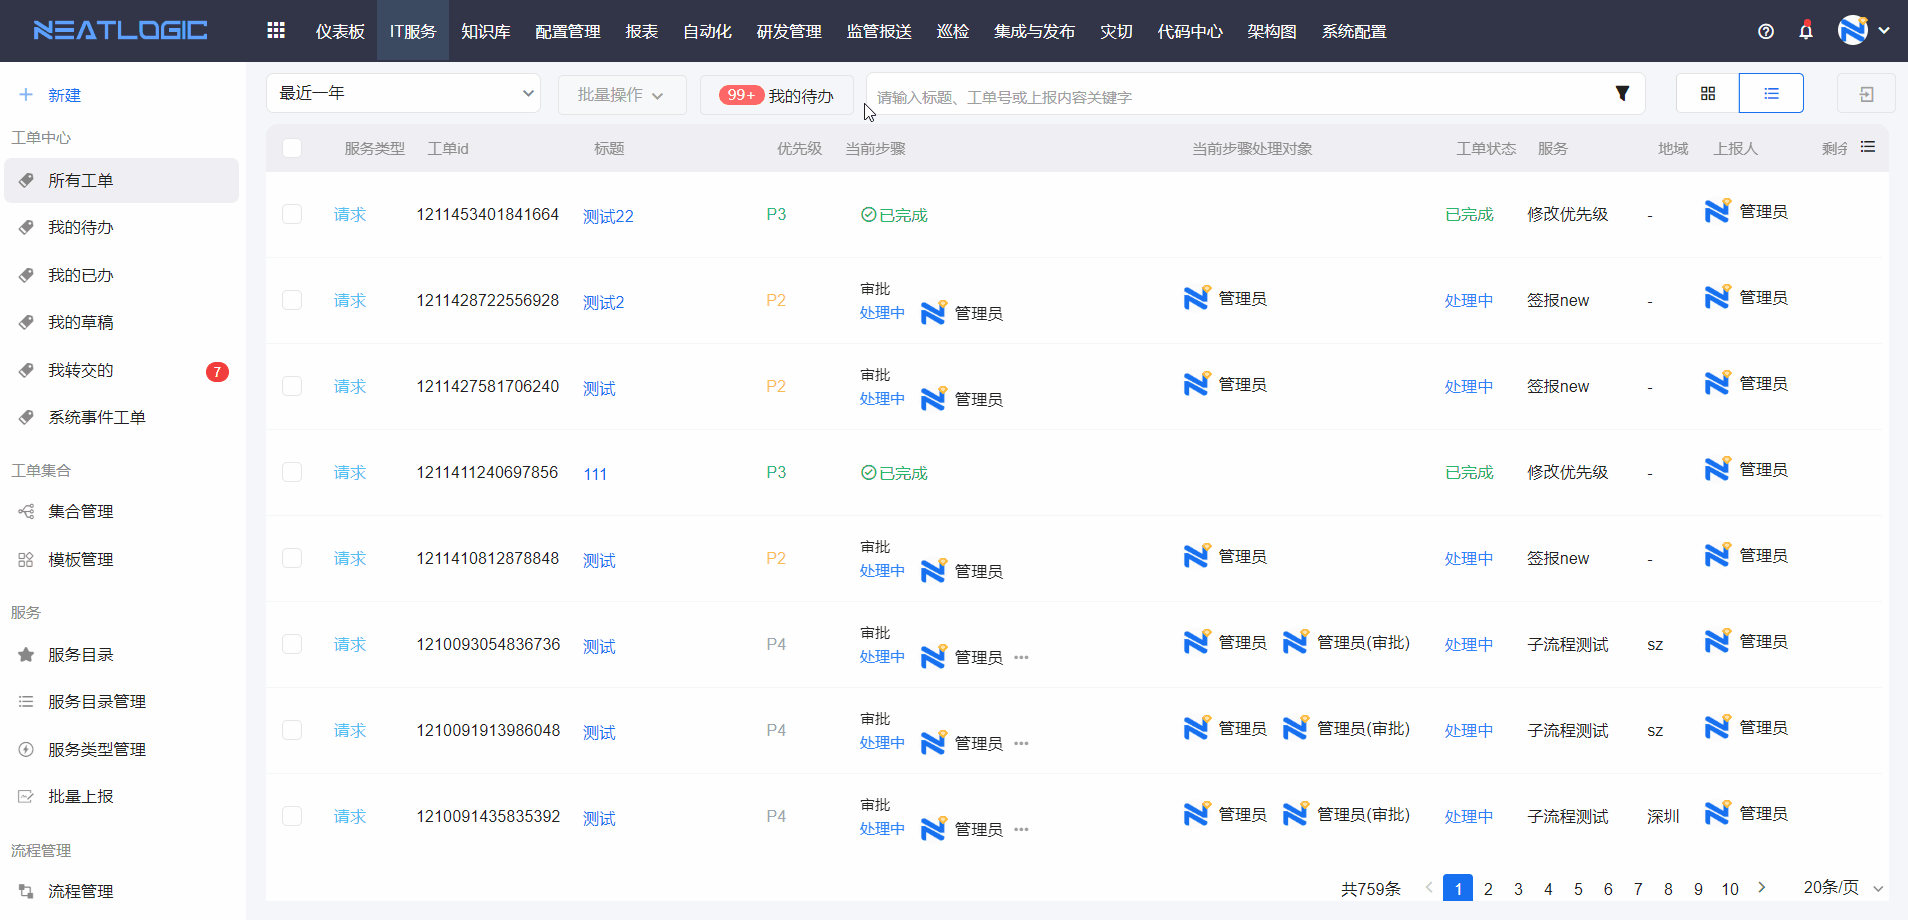 NEATLOGIC 仪表板 IT服务 知识库 配置管理 报表 自动化 研发管理 监管报送 巡检 集成与发布 灾切 代码中心 架构图 系统配置
新建
工单中心
所有工单
我的待办
我的已办
我的草稿
我转交的 7
系统事件工单
工单集合
集合管理
模板管理
服务
服务目录
服务目录管理
服务类型管理
批量上报
流程管理
流程管理
最近一年 批量操作 99+ 我的待办 请输入标题、工单号或上报内容关键字
服务类型 工单id 标题 优先级 当前步骤 当前步骤处理对象 工单状态 服务 地域 上报人
请求 1211453401841664 测试22 P3 已完成 已完成 修改优先级 - 管理员
审批
请求 1211428722556928 测试2 P2 处理中 管理员 管理员 处理中 签报new - 管理员
审批
请求 1211427581706240 测试 P2 处理中 管理员 管理员 处理中 签报new - 管理员
请求 1211411240697856 111 P3 已完成 已完成 修改优先级 - 管理员
审批
请求 1211410812878848 测试 P2 处理中 管理员 管理员 处理中 签报new - 管理员
审批
请求 1210093054836736 测试 P4 处理中 管理员 ··· 管理员 管理员(审批) 处理中 子流程测试 sz 管理员
审批
请求 1210091913986048 测试 P4 处理中 管理员 ··· 管理员 管理员(审批) 处理中 子流程测试 sz 管理员
审批
请求 1210091435835392 测试 P4 处理中 管理员 ··· 管理员 管理员(审批) 处理中 子流程测试 深圳 管理员
共759条 1 2 3 4 5 6 7 8 9 10 20条/页